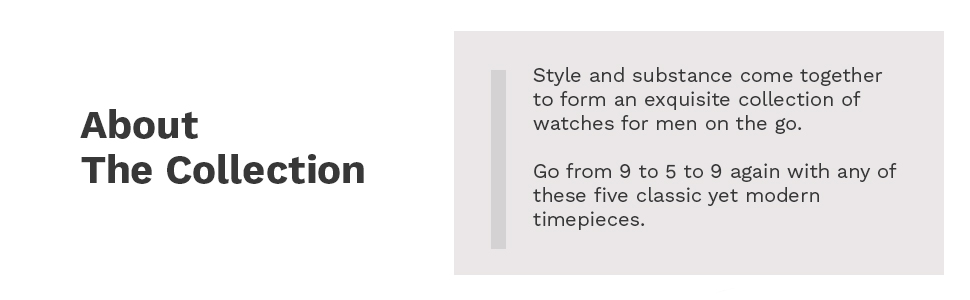 About
The Collection
Style and substance come together
to form an exquisite collection of
watches for men on the go.
Go from 9 to 5 to 9 again with any of
these five classic yet modern
timepieces.